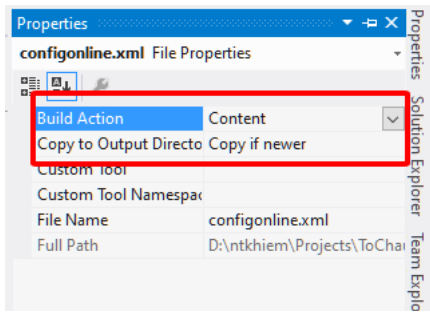 Properties
configonline.xml File Properties
Build Action Content
Copy to Output Directo Copy if newer
Custom Tool
Custom Tool Namespac
File Name configonline.xml
Full Path D:\ntkhiem\Projects\ToChau
Properties
Solution Explorer
Team Explo